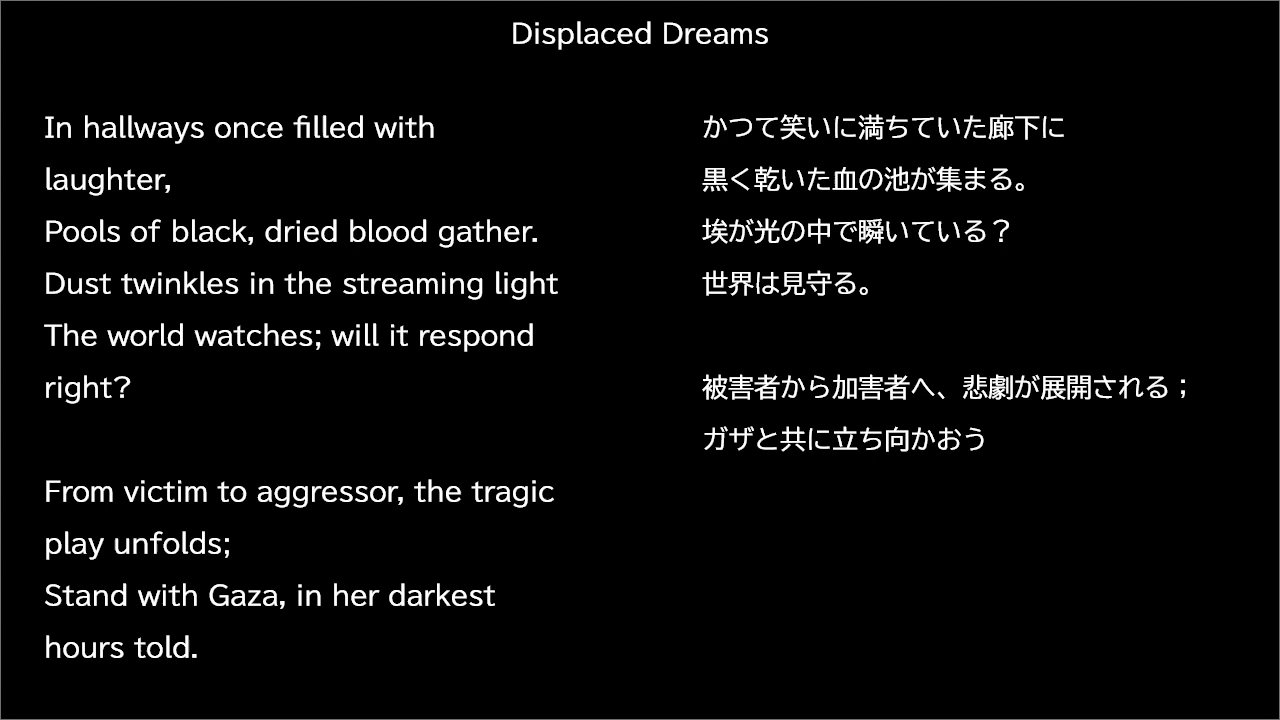 Displaced Dreams
In hallways once filled with
laughter,
Pools of black, dried blood gather.
Dust twinkles in the streaming light
The world watches; will it respond
right?
From victim to aggressor, the tragic
play unfolds;
Stand with Gaza, in her darkest
hours told.
かつて笑いに満ちていた廊下に
黒く乾いた血の池が集まる。
埃が光の中で瞬いている？
世界は見守る。
被害者から加害者へ、悲劇が展開される；
ガザと共に立ち向かおう